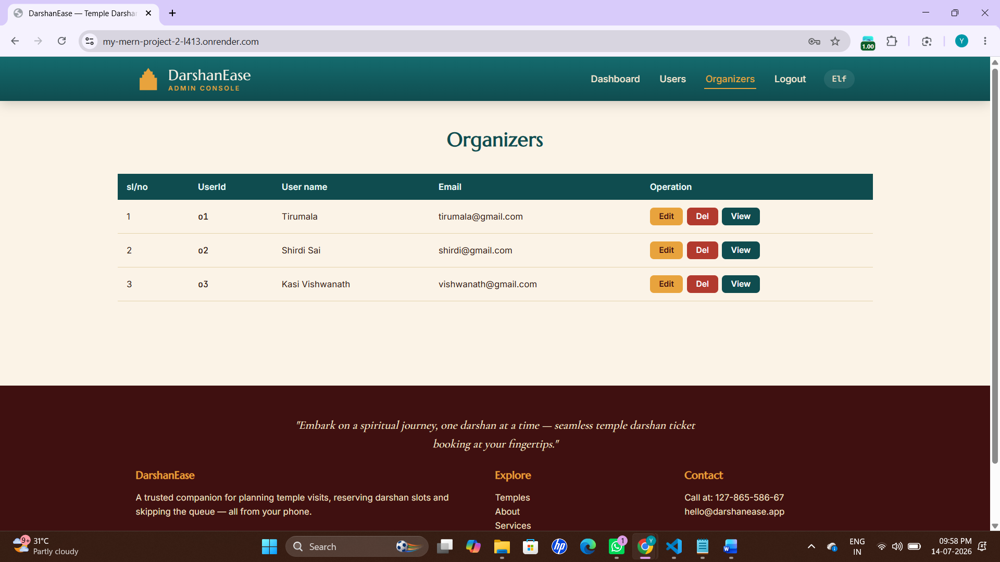 DarshanEase — Temple Darshan
my-mern-project-2-l413.onrender.com
1.00
Y
DarshanEase
ADMIN CONSOLE
Dashboard
Users
Organizers
Logout
Elf
Organizers
sl/no UserId User name Email Operation
1 o1 Tirumala tirumala@gmail.com Edit Del View
2 o2 Shirdi Sai shirdi@gmail.com Edit Del View
3 o3 Kasi Vishwanath vishwanath@gmail.com Edit Del View
"Embark on a spiritual journey, one darshan at a time — seamless temple darshan ticket
booking at your fingertips."
DarshanEase
A trusted companion for planning temple visits, reserving darshan slots and
skipping the queue — all from your phone.
Explore
Temples
About
Services
Contact
Call at: 127-865-586-67
hello@darshanease.app
9+
31°C
Partly cloudy
Search
hp
1
Y
W
ENG
IN
09:58 PM
14-07-2026